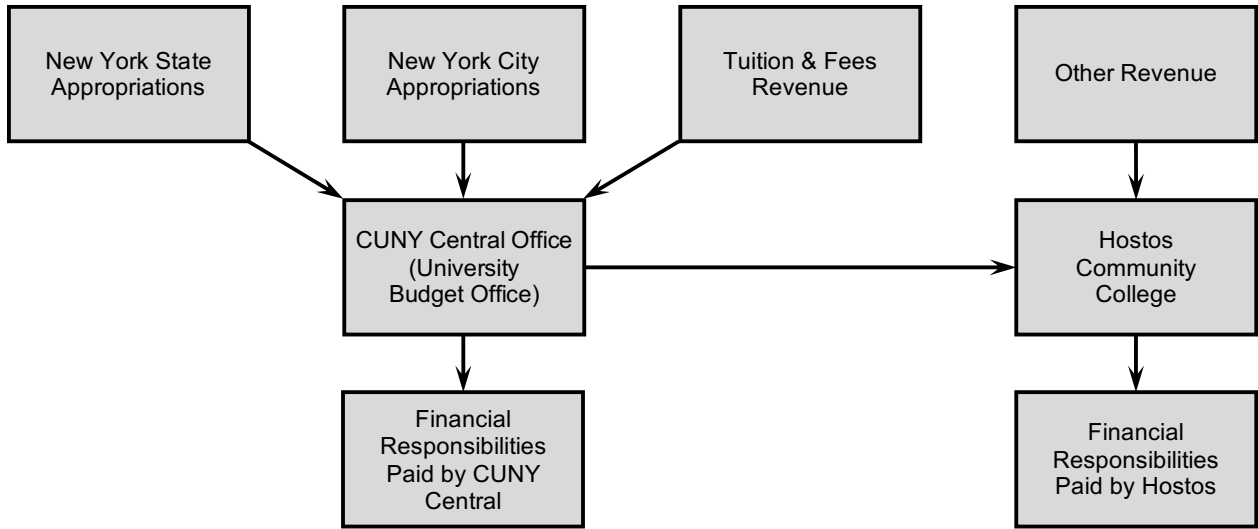 New York State
Appropriations
New York City
Appropriations
Tuition & Fees
Revenue
Other Revenue
CUNY Central Office
(University
Budget Office)
Hostos
Community
College
Financial
Responsibilities
Paid by CUNY
Central
Financial
Responsibilities
Paid by Hostos